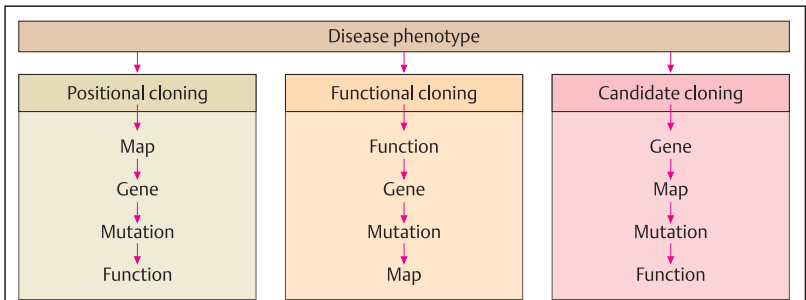 Disease phenotype
Positional cloning
Map
Gene
Mutation
Function
Functional cloning
Function
Gene
Mutation
Map
Candidate cloning
Gene
Map
Mutation
Function